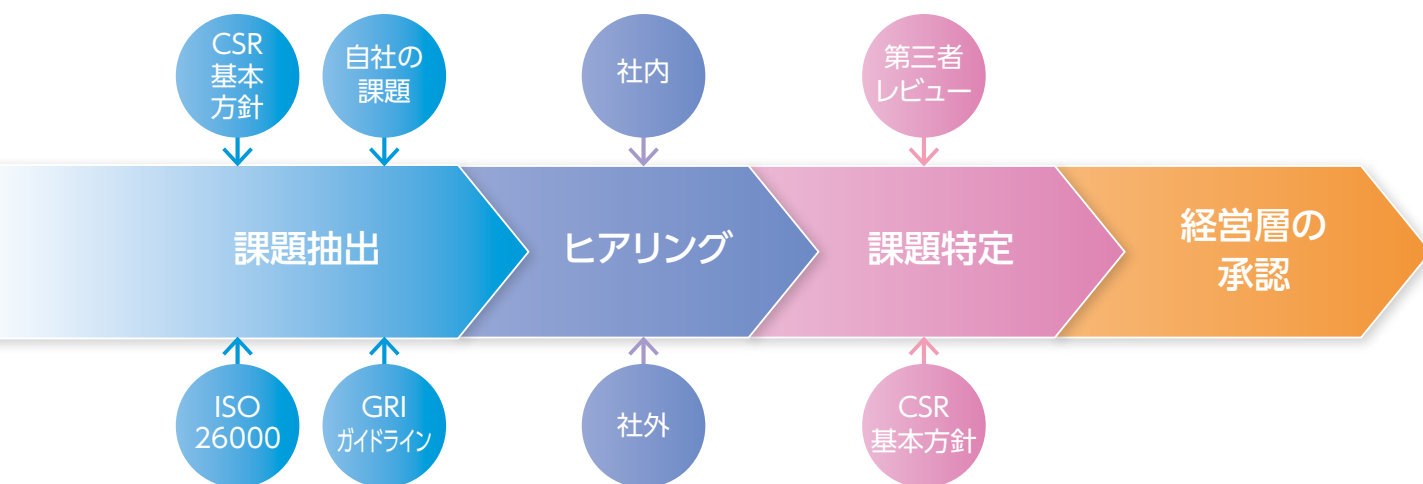 CSR
基本
方針
自社の
課題
社内
第三者
レビュー
課題抽出
ヒアリング
課題特定
経営層の
承認
ISO
26000
GRI
ガイドライン
社外
CSR
基本方針